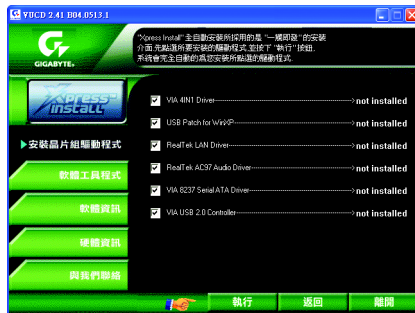 VUCD 2.41 B04.0513.1
GIGABYTE
"Xpress Install" 全自動安裝所採用的是 "一觸即發" 的安裝
介面.先點選所要安裝的驅動程式,並按下 "執行" 按鈕.
系統會完全自動的為您安裝所點選的驅動程式.
Xpress Install
安裝晶片組驅動程式
軟體工具程式
軟體資訊
硬體資訊
與我們聯絡
VIA 4IN1 Driver not installed
USB Patch for WinXP not installed
RealTek LAN Driver not installed
RealTek AC97 Audio Driver not installed
VIA 8237 Serial ATA Driver not installed
VIA USB 2.0 Controller not installed
執行 返回 離開